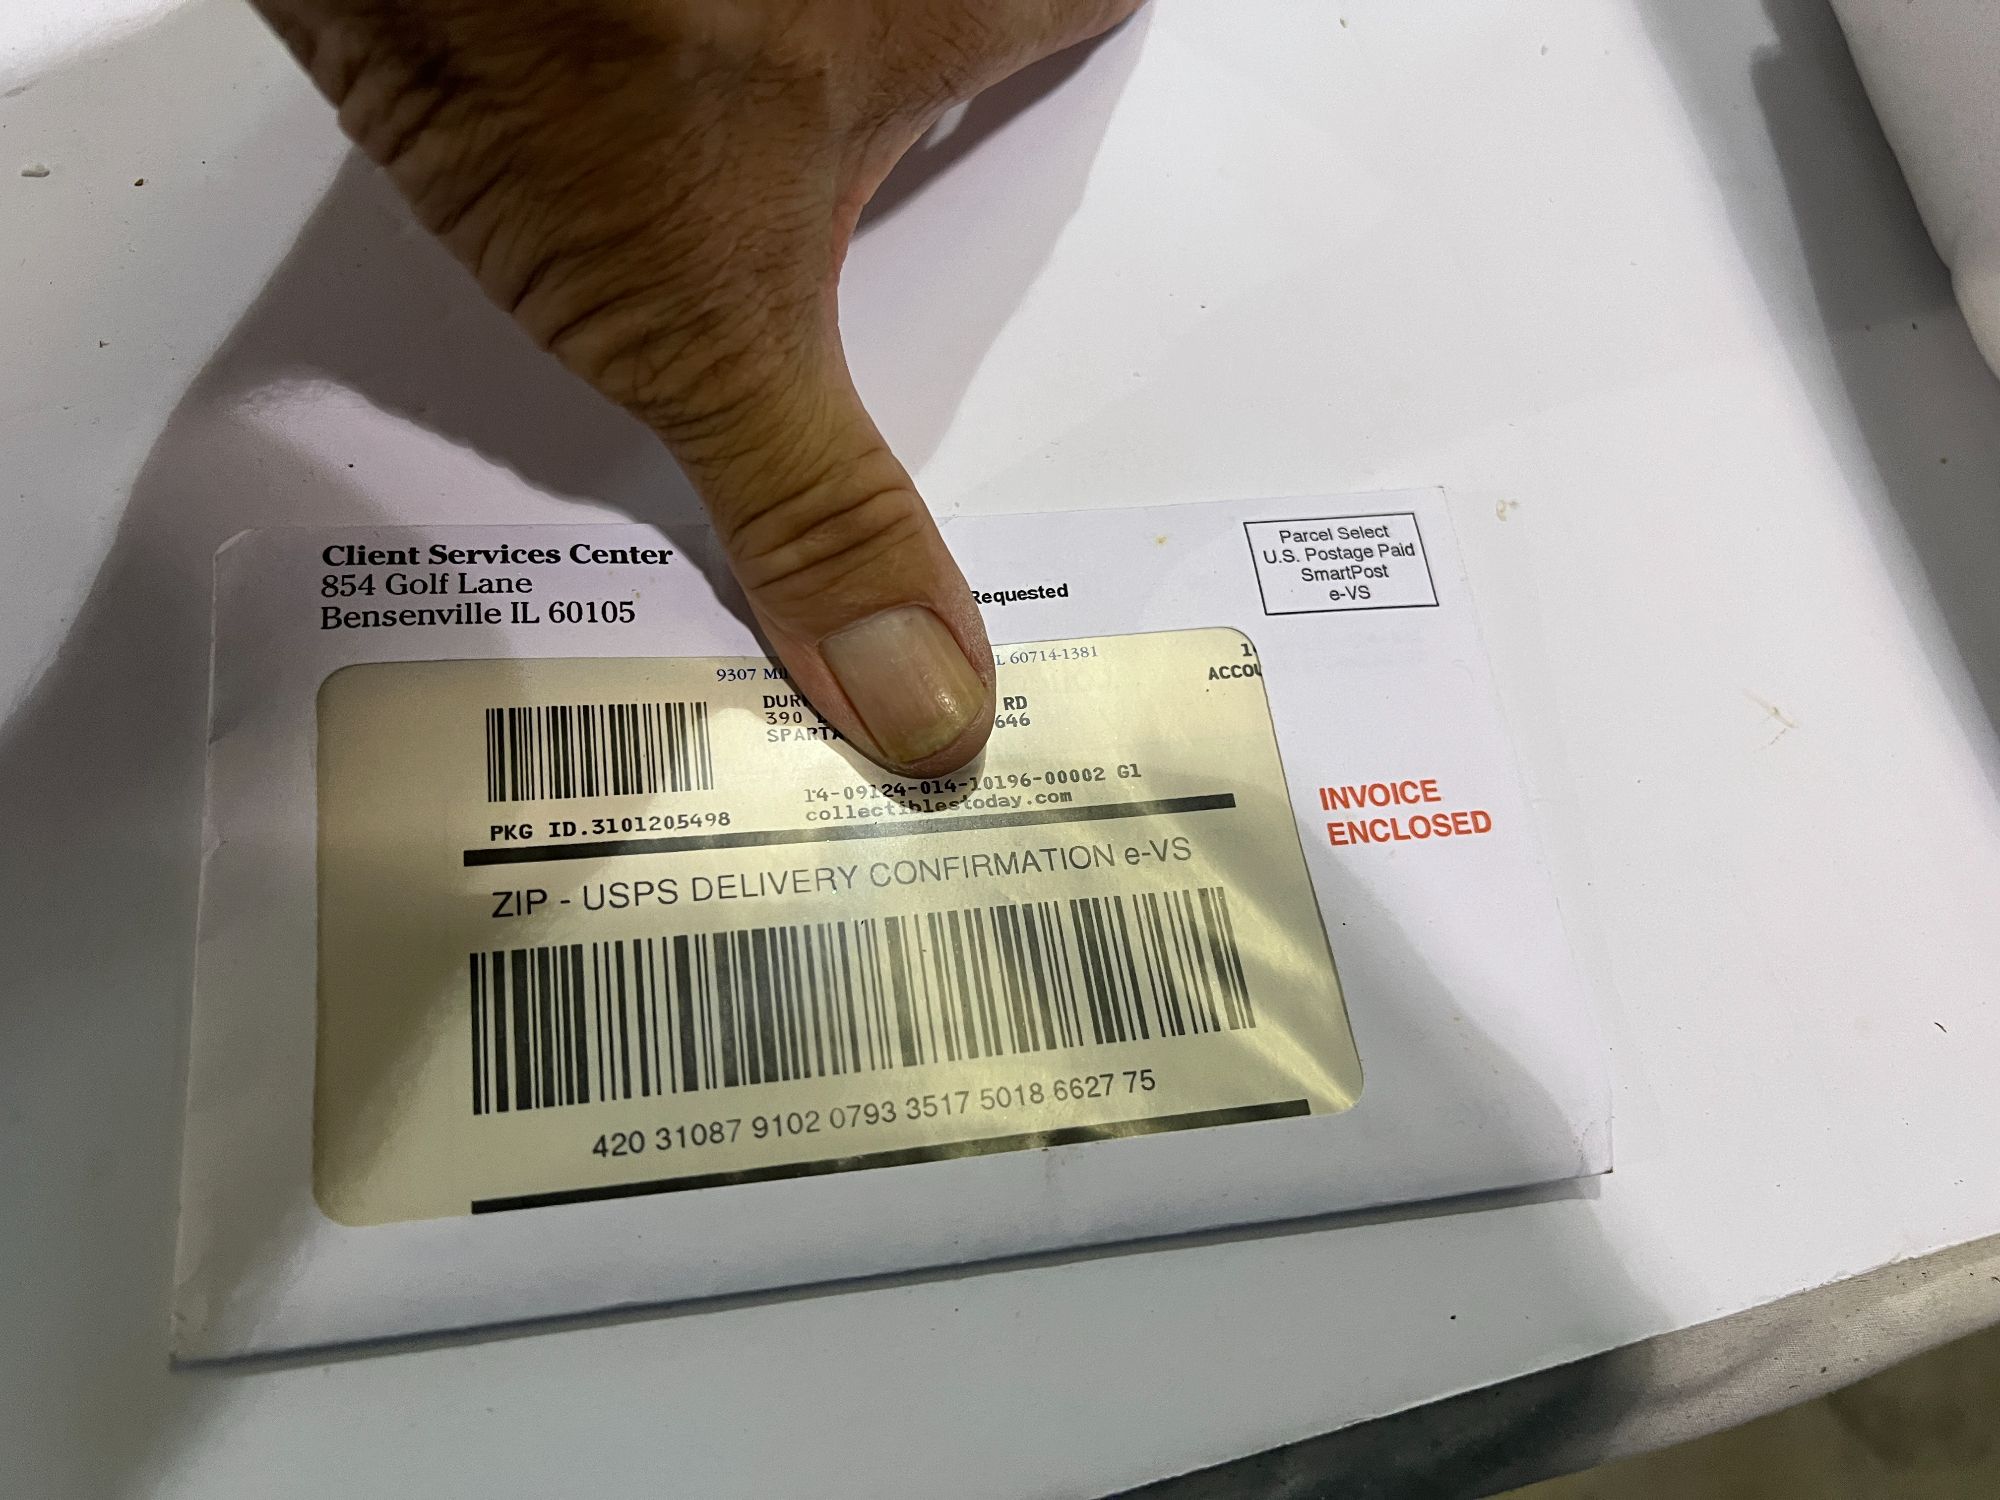 Client Services Center
854 Golf Lane
Bensenville IL 60105
Requested
Parcel Select
U.S. Postage Paid
SmartPost
e-VS
9307
L 60714-1381
390
RD
646
14-09124-014-10196-00002 G1
collectiblestoday.com
PKG ID.3101205498
INVOICE
ENCLOSED
ZIP - USPS DELIVERY CONFIRMATION e-VS
420 31087 9102 0793 3517 5018 6627 75